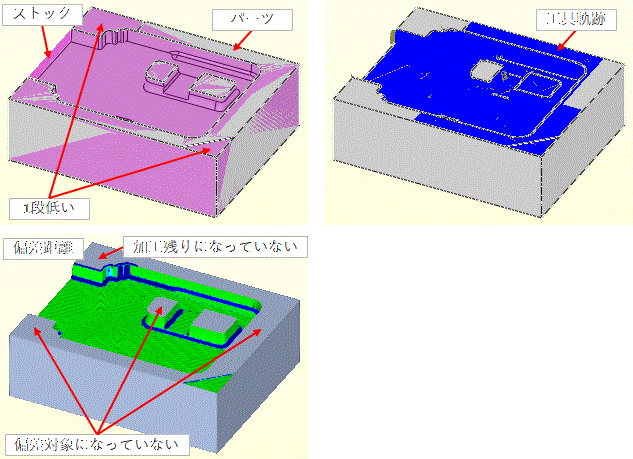 ストック
パーツ
工具軌跡
1段低い
偏差距離
加工残りになっていない
偏差対象になっていない